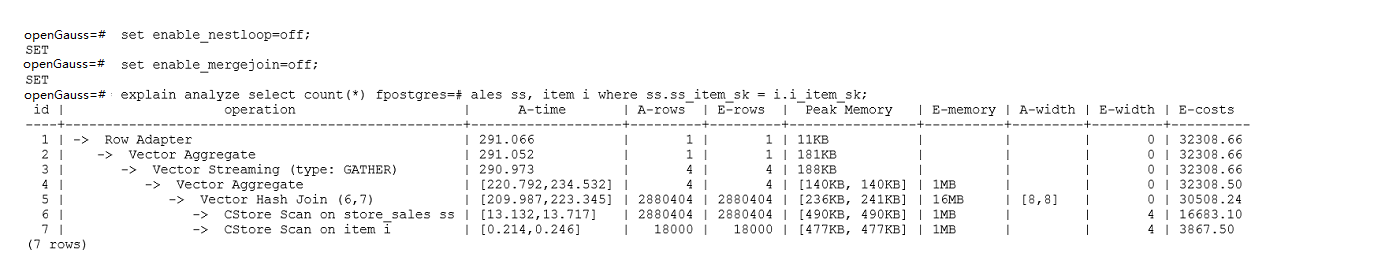 openGauss=# set enable_nestloop=off;
SET
openGauss=# set enable_mergejoin=off;
SET
openGauss=# explain analyze select count(*) fpostgres=# ales ss, item i where ss.ss_item_sk = i.i_item_sk;
 id |                  operation                    |      A-time       | A-rows  | E-rows  |  Peak Memory   | E-memory | A-width | E-width | E-costs
----+-----------------------------------------------+-------------------+---------+---------+----------------+----------+---------+---------+----------
  1 | ->  Row Adapter                               | 291.066           |       1 |       1 | 11KB           |          |         |       0 | 32308.66
  2 |    ->  Vector Aggregate                       | 291.052           |       1 |       1 | 181KB          |          |         |       0 | 32308.66
  3 |       ->  Vector Streaming (type: GATHER)     | 290.973           |       4 |       4 | 188KB          |          |         |       0 | 32308.66
  4 |          ->  Vector Aggregate                 | [220.792,234.532] |       4 |       4 | [140KB, 140KB] | 1MB      |         |       0 | 32308.50
  5 |             ->  Vector Hash Join (6,7)        | [209.987,223.345] | 2880404 | 2880404 | [236KB, 241KB] | 16MB     | [8,8]   |       0 | 30508.24
  6 |                ->  CStore Scan on store_sales ss | [13.132,13.717]   | 2880404 | 2880404 | [490KB, 490KB] | 1MB      |         |       4 | 16683.10
  7 |                ->  CStore Scan on item i      | [0.214,0.246]     |   18000 |   18000 | [477KB, 477KB] | 1MB      |         |       4 | 3867.50
(7 rows)